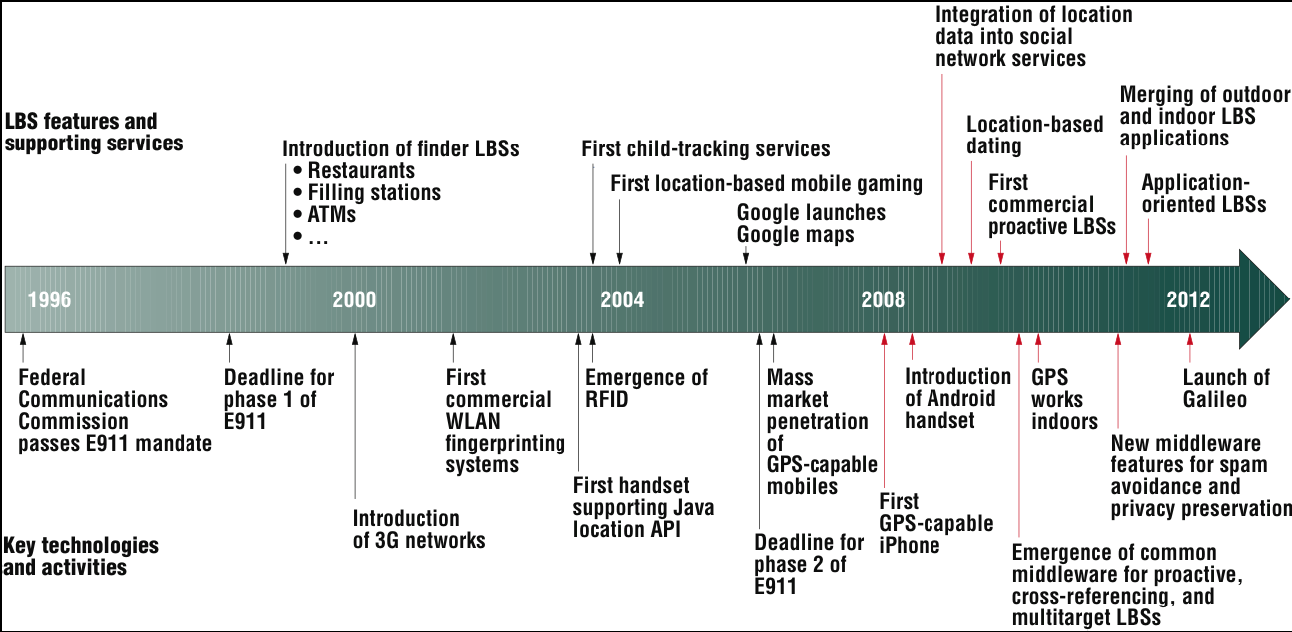 Integration of location
data into social
network services
Merging of outdoor
and indoor LBS
applications
LBS features and
supporting services
Location-based
dating
Introduction of finder LBSs
• Restaurants
• Filling stations
• ATMs
• ...
First child-tracking services
First location-based mobile gaming
Google launches
Google maps
First
commercial
proactive LBSs
Application-
oriented LBSs
1996
2000
2004
2008
2012
Federal
Communications
Commission
passes E911 mandate
Deadline for
phase 1 of
E911
Introduction
of 3G networks
First
commercial
WLAN
fingerprinting
systems
First handset
supporting Java
location API
Emergence of
RFID
Deadline for
phase 2 of
E911
Mass
market
penetration
of
GPS-capable
mobiles
First
GPS-capable
iPhone
Introduction
of Android
handset
Emergence of common
middleware for proactive,
cross-referencing, and
multitarget LBSs
GPS
works
indoors
New middleware
features for spam
avoidance and
privacy preservation
Launch of
Galileo
Key technologies
and activities